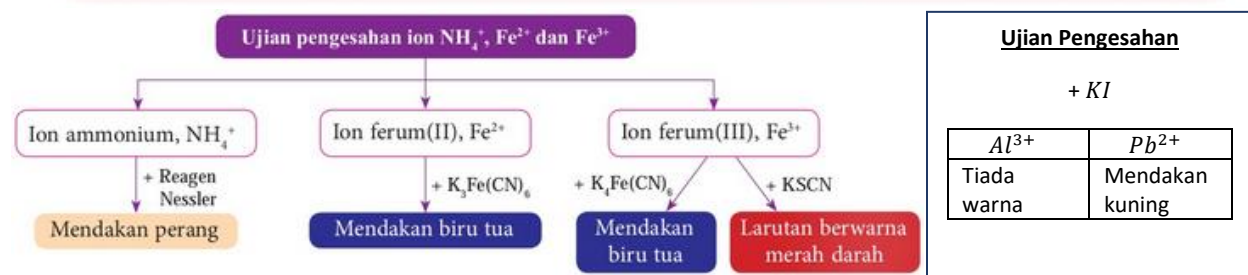 Ujian pengesahan ion NH₄⁺, Fe²⁺ dan Fe³⁺
Ion ammonium, NH₄⁺
+ Reagen
Nessler
Mendakan perang
Ion ferum(II), Fe²⁺
+ K₃Fe(CN)₆
Mendakan biru tua
Ion ferum(III), Fe³⁺
+ K₄Fe(CN)₆
+ KSCN
Mendakan
biru tua
Larutan berwarna
merah darah
Ujian Pengesahan
+ KI
Al³⁺
Pb²⁺
Tiada
warna
Mendakan
kuning